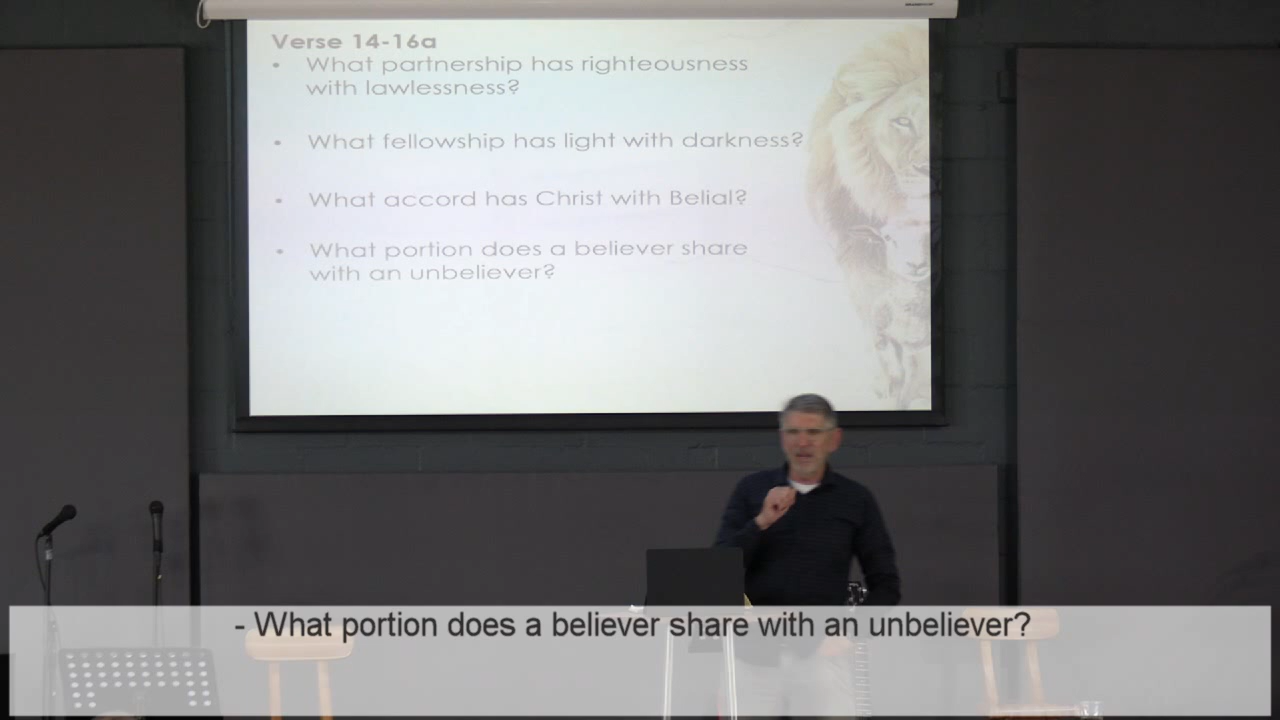 Verse 14-16a
• What partnership has righteousness
with lawlessness?
• What fellowship has light with darkness?
• What accord has Christ with Belial?
• What portion does a believer share
with an unbeliever?
- What portion does a believer share with an unbeliever?